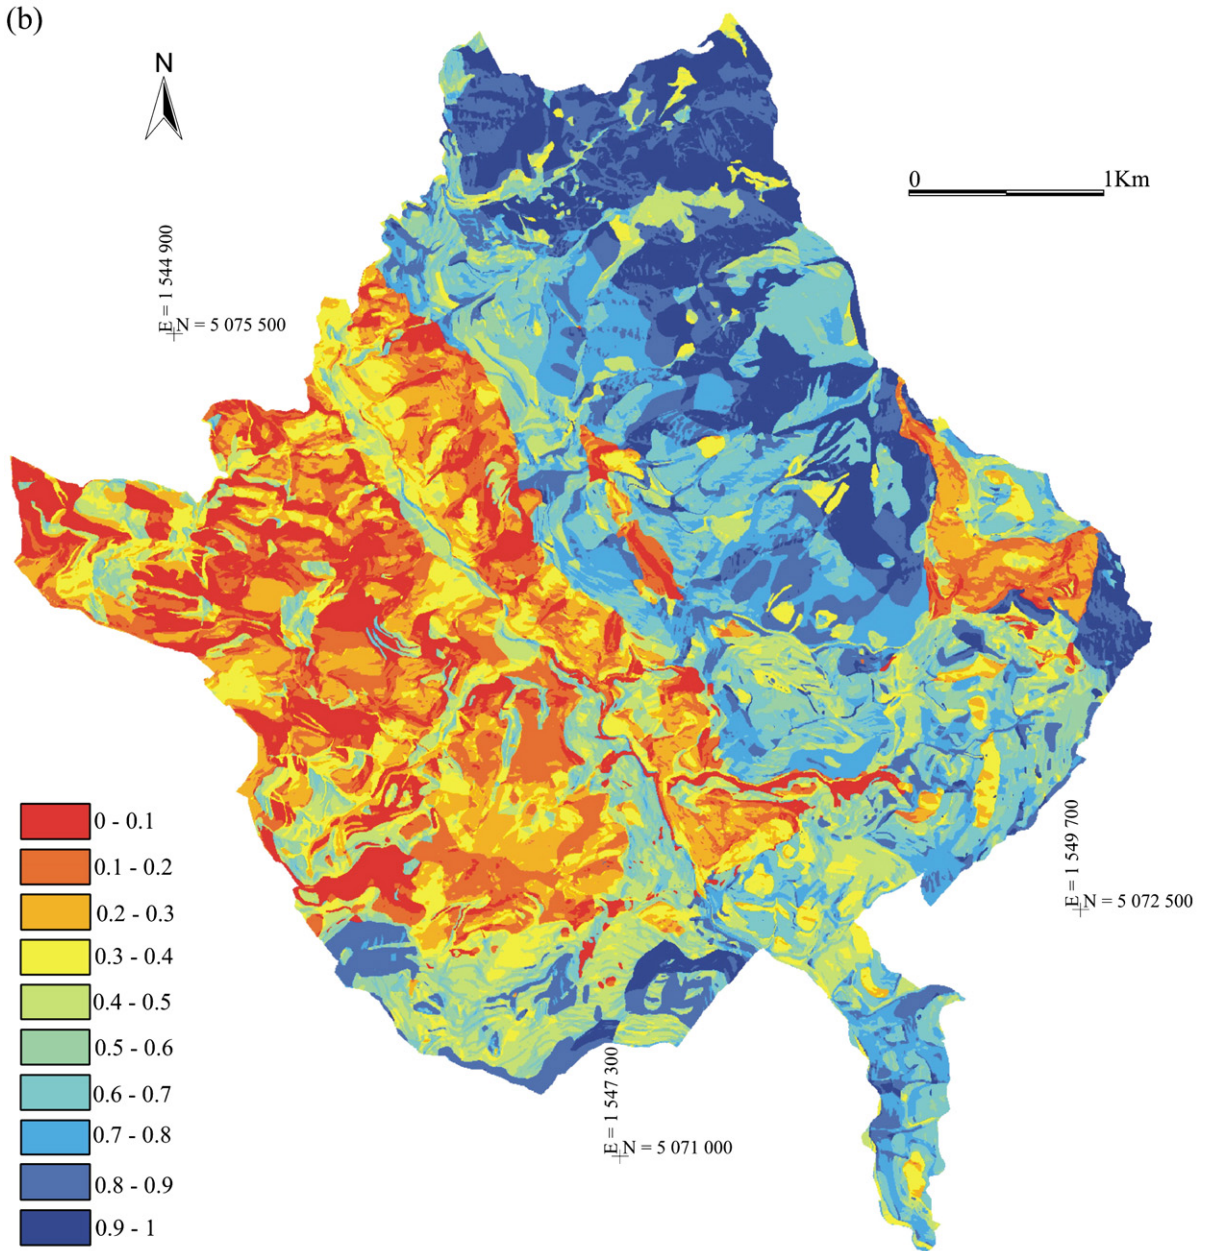 (b)
N
0 1Km
E = 1 544 900
N = 5 075 500
0 - 0.1
0.1 - 0.2
0.2 - 0.3
0.3 - 0.4
0.4 - 0.5
0.5 - 0.6
0.6 - 0.7
0.7 - 0.8
0.8 - 0.9
0.9 - 1
E = 1 549 700
N = 5 072 500
E = 1 547 300
N = 5 071 000